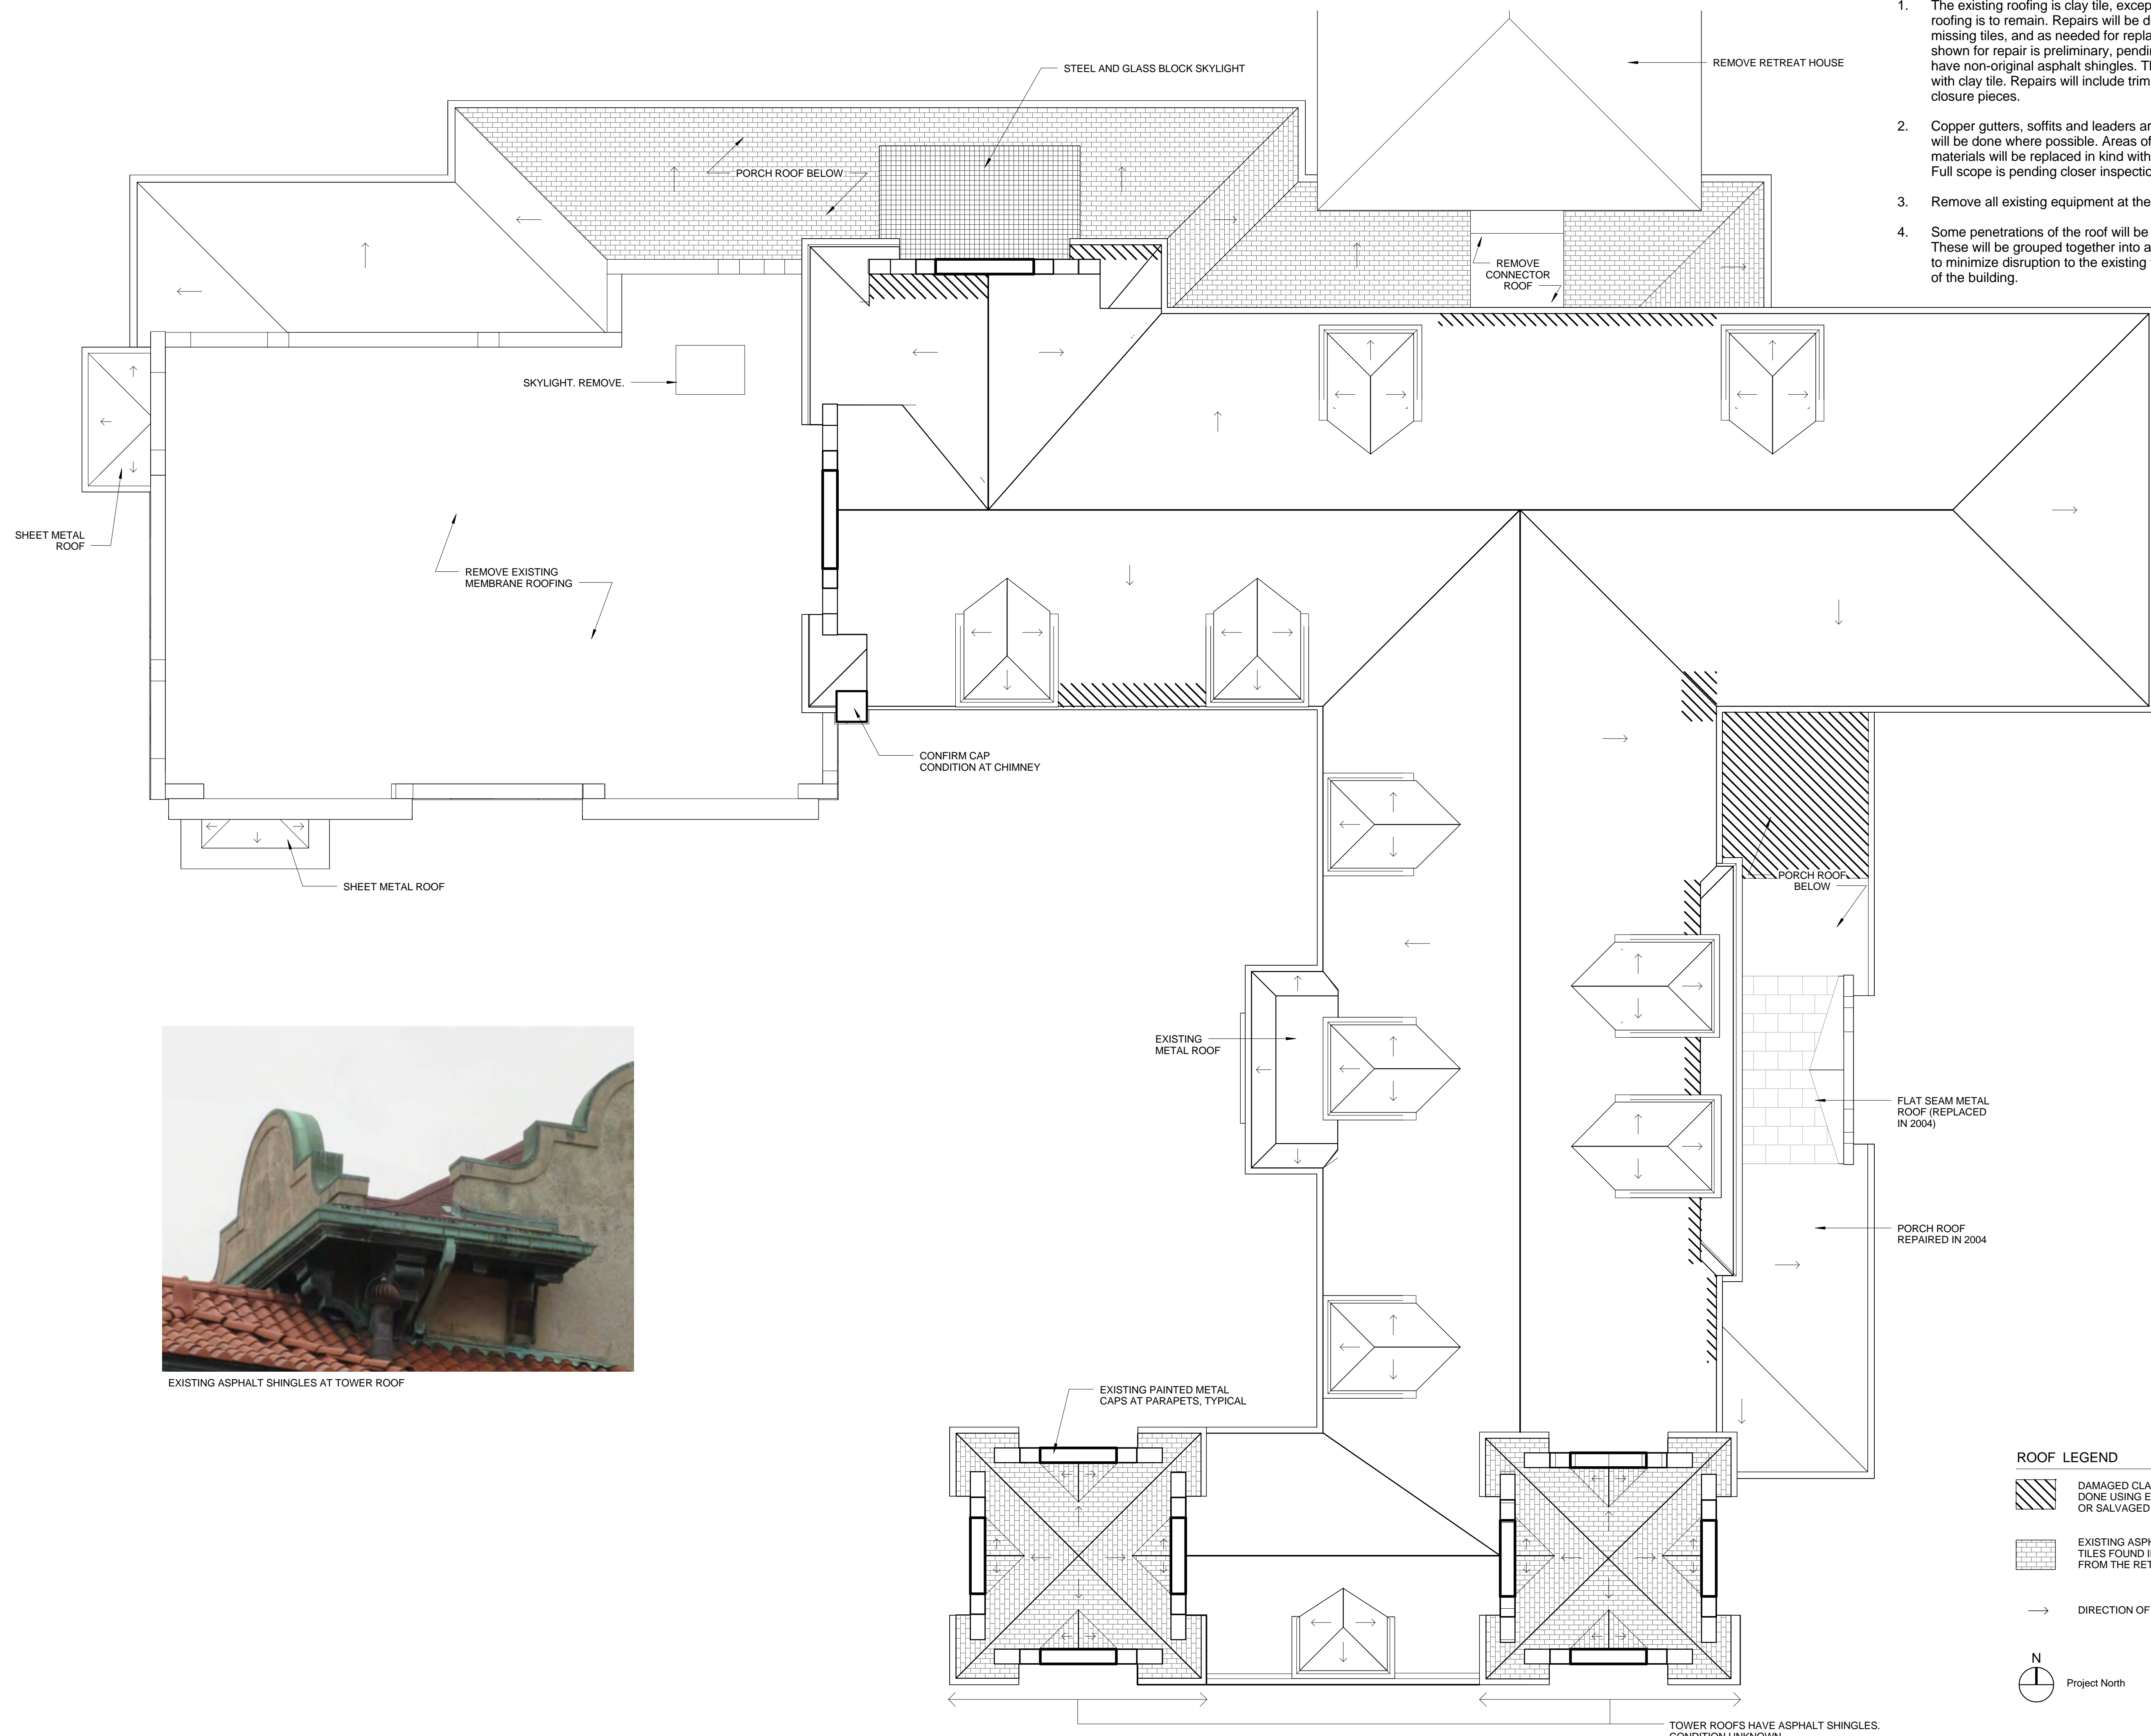 1. The existing roofing is clay tile, excep
roofing is to remain. Repairs will be d
missing tiles, and as needed for repla
shown for repair is preliminary, pendi
have non-original asphalt shingles. T
with clay tile. Repairs will include trim
closure pieces.
2. Copper gutters, soffits and leaders ar
will be done where possible. Areas of
materials will be replaced in kind with
Full scope is pending closer inspectio
3. Remove all existing equipment at the
4. Some penetrations of the roof will be
These will be grouped together into a
to minimize disruption to the existing
of the building.
STEEL AND GLASS BLOCK SKYLIGHT
REMOVE RETREAT HOUSE
PORCH ROOF BELOW
REMOVE
CONNECTOR
ROOF
SKYLIGHT. REMOVE.
SHEET METAL
ROOF
REMOVE EXISTING
MEMBRANE ROOFING
CONFIRM CAP
CONDITION AT CHIMNEY
SHEET METAL ROOF
PORCH ROOF
BELOW
EXISTING
METAL ROOF
FLAT SEAM METAL
ROOF (REPLACED
IN 2004)
PORCH ROOF
REPAIRED IN 2004
EXISTING ASPHALT SHINGLES AT TOWER ROOF
EXISTING PAINTED METAL
CAPS AT PARAPETS, TYPICAL
ROOF LEGEND
DAMAGED CLA
DONE USING E
OR SALVAGED
EXISTING ASPH
TILES FOUND I
FROM THE RET
DIRECTION OF
N
Project North
TOWER ROOFS HAVE ASPHALT SHINGLES.
CONDITION UNKNOWN